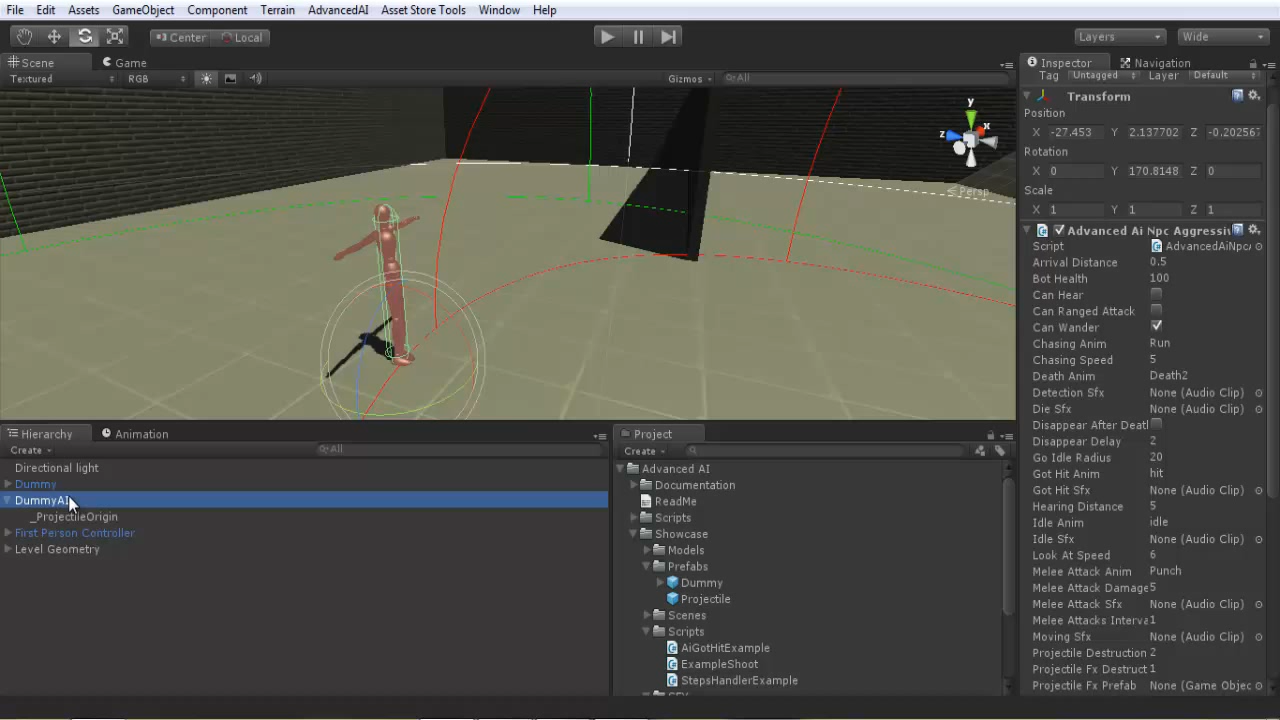 File Edit Assets GameObject Component Terrain AdvancedAI Asset Store Tools Window Help
Center Local Layers Wide
Scene Game Inspector Navigation
Textured RGB Gizmos All
Tag Untagged Layer Default
Transform
Position
X -27.453 Y 2.137702 Z -0.202567
Rotation
X 0 Y 170.8148 Z 0
Scale
X 1 Y 1 Z 1
y
x
z
Persp
Advanced Ai Npc Aggressiv
Script AdvancedAiNpc
Arrival Distance 0.5
Bot Health 100
Can Hear
Can Ranged Attack
Can Wander
Chasing Anim Run
Chasing Speed 5
Death Anim Death2
Detection Sfx None (Audio Clip)
Die Sfx None (Audio Clip)
Disappear After Death
Disappear Delay 2
Go Idle Radius 20
Got Hit Anim hit
Got Hit Sfx None (Audio Clip)
Hearing Distance 5
Idle Anim idle
Idle Sfx None (Audio Clip)
Look At Speed 6
Melee Attack Anim Punch
Melee Attack Damage 5
Melee Attack Sfx None (Audio Clip)
Melee Attacks Interva 1
Moving Sfx None (Audio Clip)
Projectile Destruction 2
Projectile Fx Destruct 1
Projectile Fx Prefab None (Game Objec
Hierarchy Animation
Create All
Directional light
Dummy
DummyAI
_ProjectileOrigin
First Person Controller
Level Geometry
Project
Create
Advanced AI
Documentation
ReadMe
Scripts
Showcase
Models
Prefabs
Dummy
Projectile
Scenes
Scripts
AiGotHitExample
ExampleShoot
StepsHandlerExample